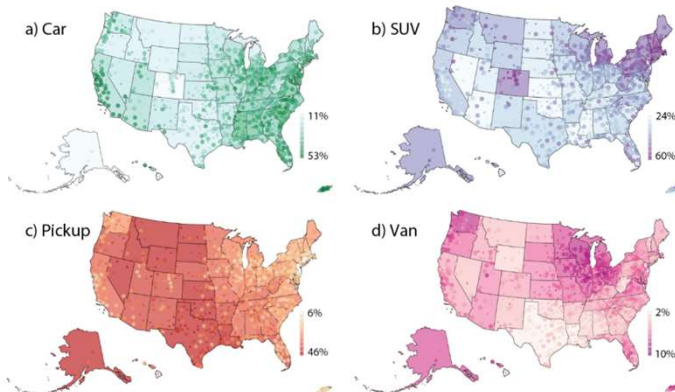 a) Car
11%
53%
b) SUV
24%
60%
c) Pickup
6%
46%
d) Van
2%
10%